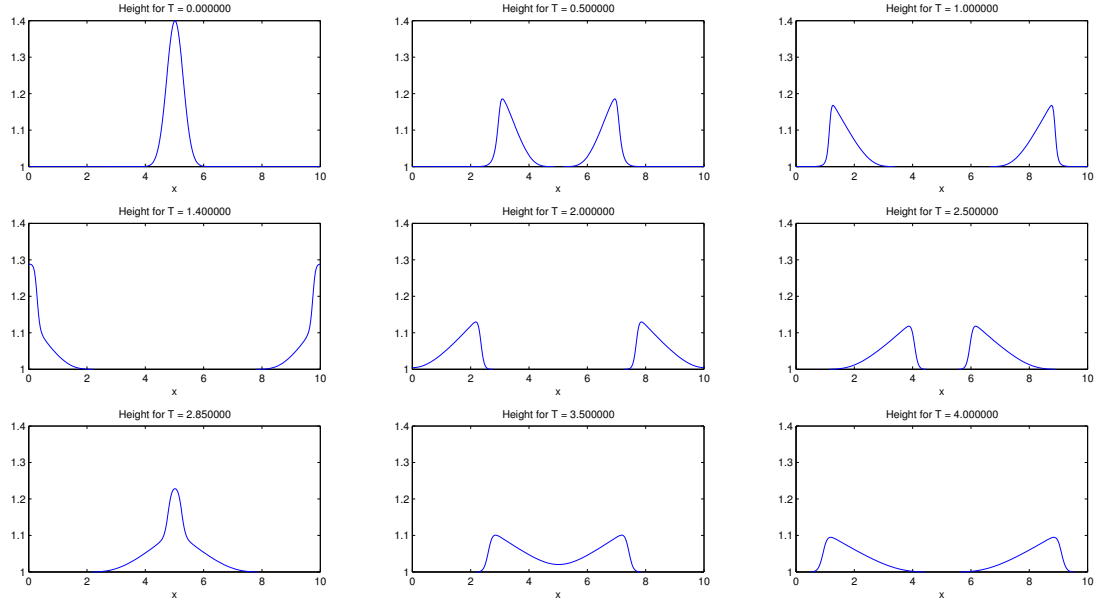 Height for T = 0.000000
1.4
1.3
1.2
1.1
1
0 2 4 6 8 10
x
Height for T = 0.500000
1.4
1.3
1.2
1.1
1
0 2 4 6 8 10
x
Height for T = 1.000000
1.4
1.3
1.2
1.1
1
0 2 4 6 8 10
x
Height for T = 1.400000
1.4
1.3
1.2
1.1
1
0 2 4 6 8 10
x
Height for T = 2.000000
1.4
1.3
1.2
1.1
1
0 2 4 6 8 10
x
Height for T = 2.500000
1.4
1.3
1.2
1.1
1
0 2 4 6 8 10
x
Height for T = 2.850000
1.4
1.3
1.2
1.1
1
0 2 4 6 8 10
x
Height for T = 3.500000
1.4
1.3
1.2
1.1
1
0 2 4 6 8 10
x
Height for T = 4.000000
1.4
1.3
1.2
1.1
1
0 2 4 6 8 10
x